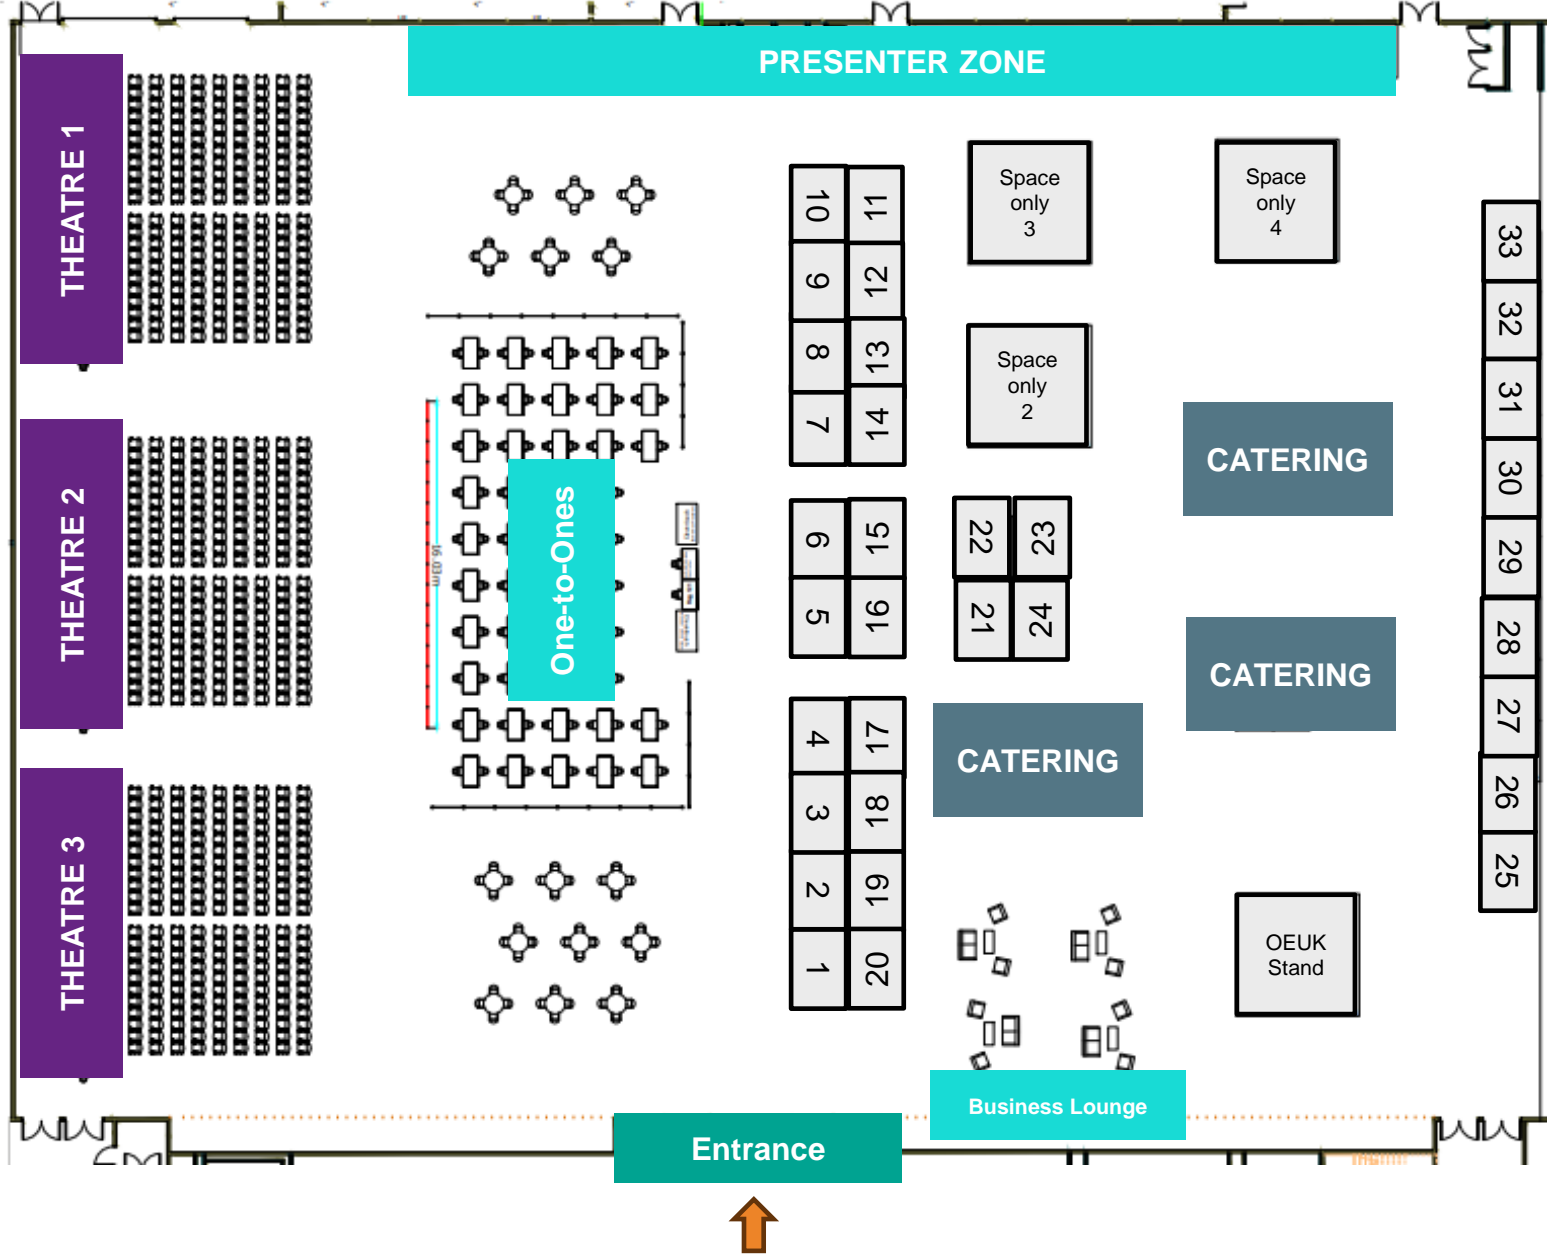 PRESENTER ZONE
THEATRE 1
THEATRE 2
THEATRE 3
One-to-Ones
16.03m
10
11
9
12
8
13
7
14
6
15
5
16
4
17
3
18
2
19
1
20
Space
only
3
Space
only
4
Space
only
2
22
23
21
24
CATERING
CATERING
CATERING
33
32
31
30
29
28
27
26
25
OEUK
Stand
Business Lounge
Entrance